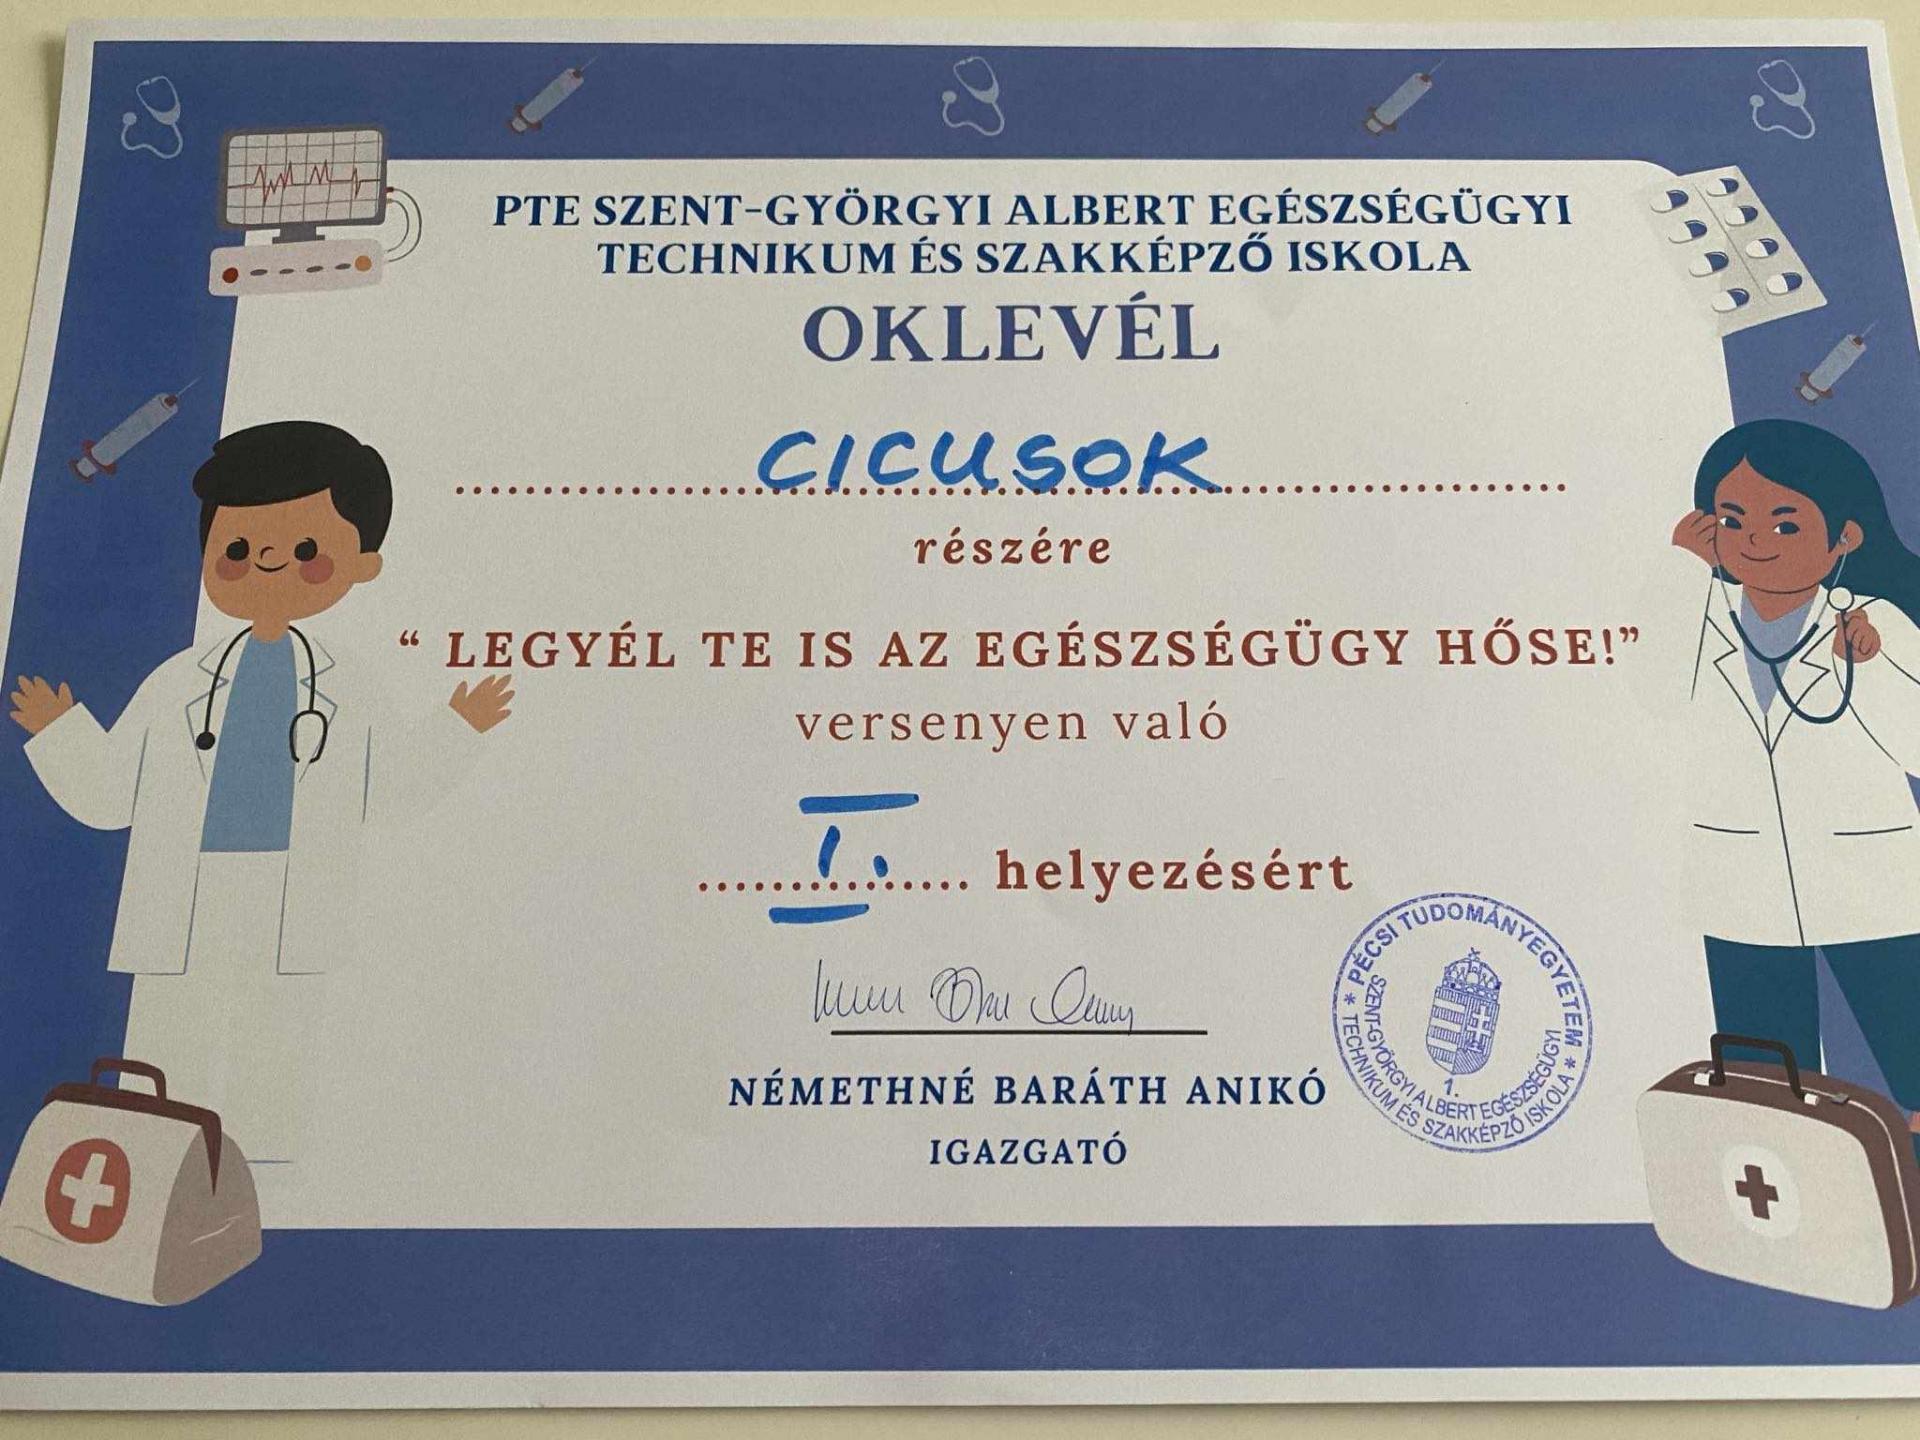 PTE SZENT-GYÖRGYI ALBERT EGÉSZSÉGÜGYI
TECHNIKUM ÉS SZAKKÉPZŐ ISKOLA
OKLEVÉL
CICUSOK
részére
“ LEGYÉL TE IS AZ EGÉSZSÉGÜGY HŐSE!”
versenyen való
I. helyezésért
NÉMETHNÉ BARÁTH ANIKÓ
IGAZGATÓ
* PÉCSI TUDOMÁNYEGYETEM *
SZENT-GYÖRGYI ALBERT EGÉSZSÉGÜGYI
TECHNIKUM ÉS SZAKKÉPZŐ ISKOLA
1.